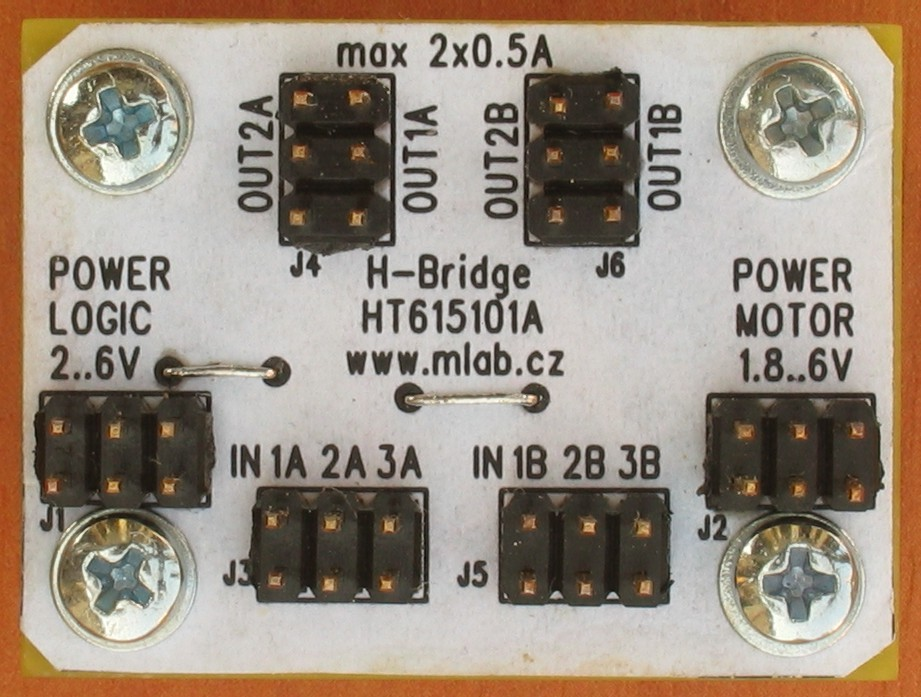 max 2x0.5A
OUT2A
OUT1A
OUT2B
OUT1B
J4
J6
H-Bridge
HT615101A
www.mlab.cz
POWER
LOGIC
2..6V
POWER
MOTOR
1.8..6V
J1
J2
IN 1A 2A 3A
IN 1B 2B 3B
J3
J5